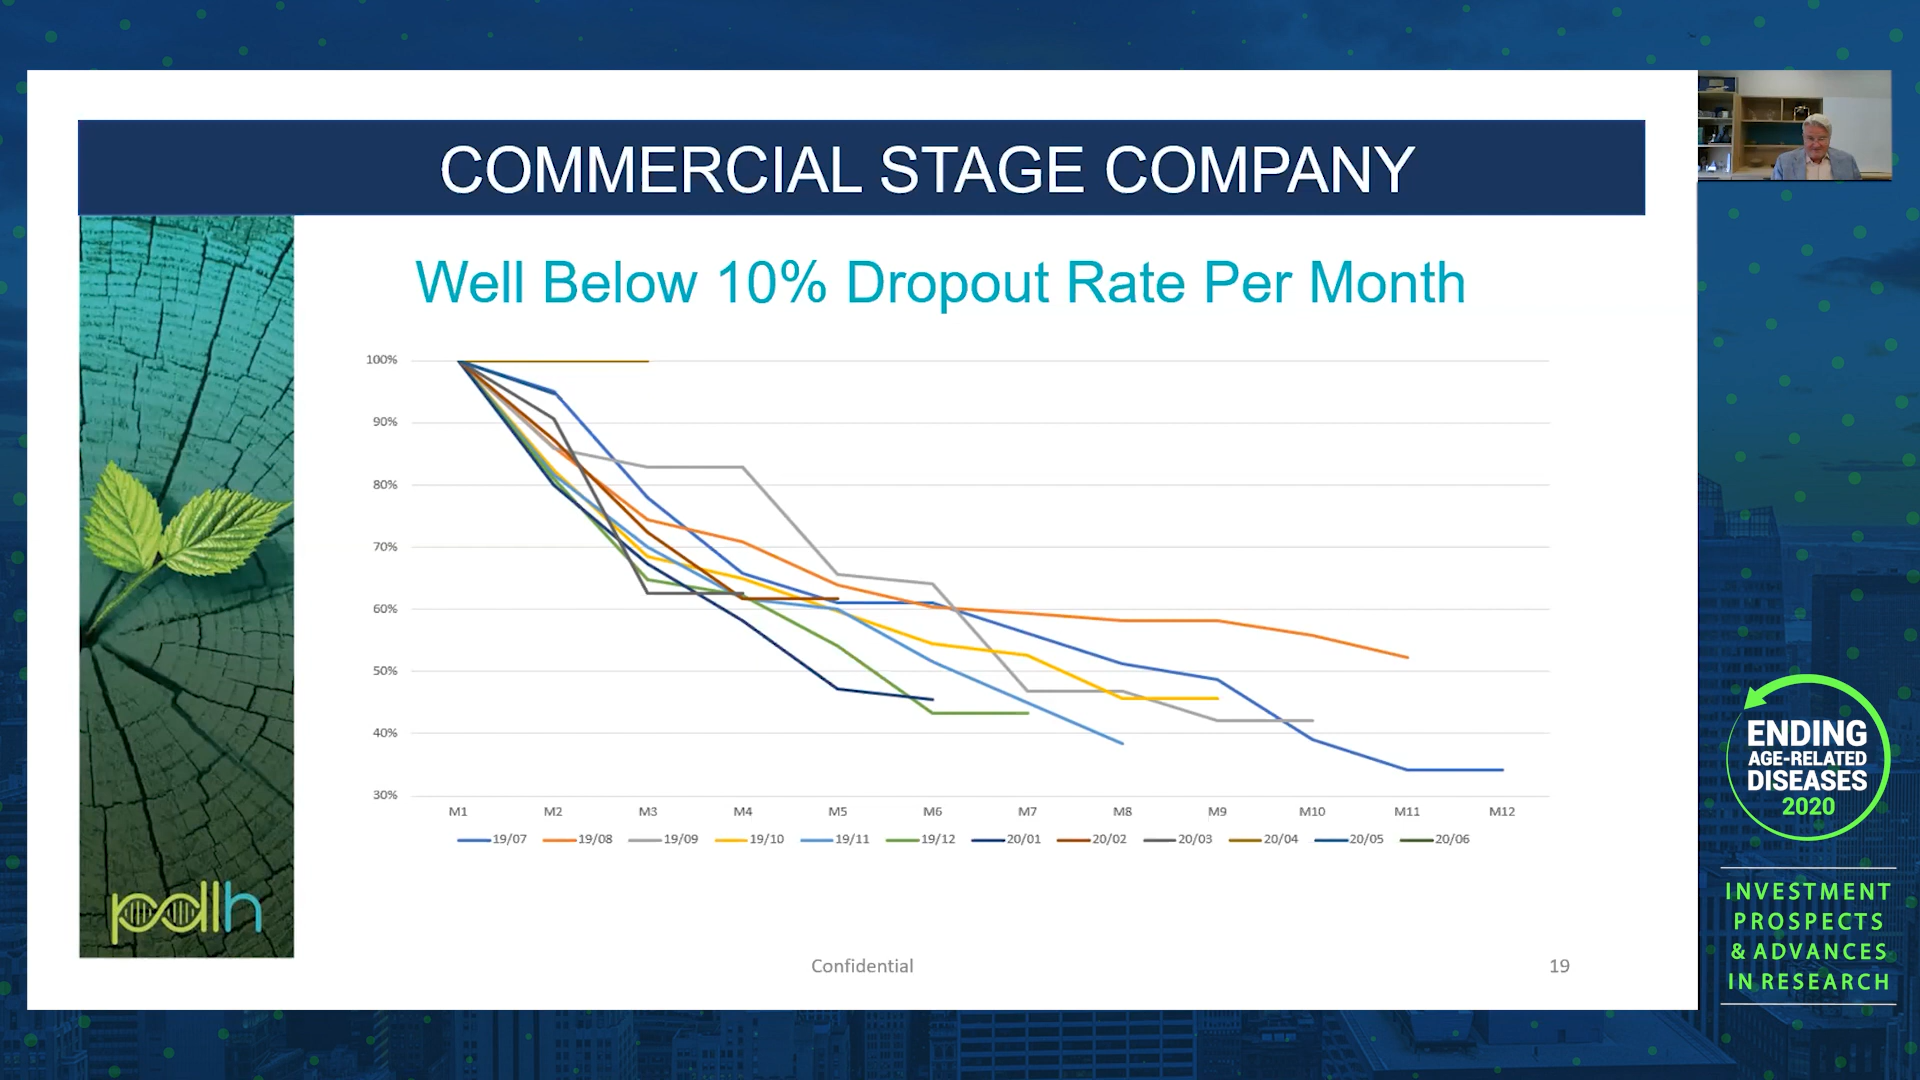 COMMERCIAL STAGE COMPANY
Well Below 10% Dropout Rate Per Month
100%
90%
80%
70%
60%
50%
40%
30%
M1 M2 M3 M4 M5 M6 M7 M8 M9 M10 M11 M12
19/07 19/08 19/09 19/10 19/11 19/12 20/01 20/02 20/03 20/04 20/05 20/06
pdllh
Confidential
19
ENDING
AGE-RELATED
DISEASES
2020
INVESTMENT
PROSPECTS
& ADVANCES
IN RESEARCH